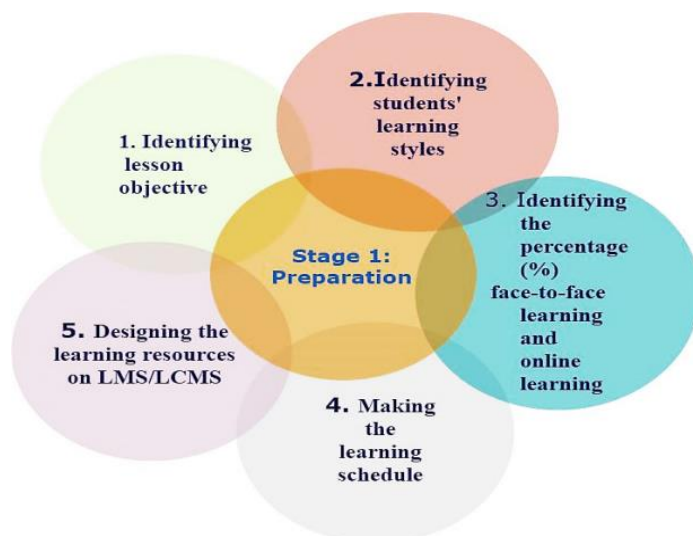 1. Identifying
lesson
objective
2.Identifying
students'
learning
styles
3. Identifying
the
percentage
(%)
face-to-face
learning
and
online
learning
4. Making
the
learning
schedule
5. Designing the
learning resources
on LMS/LCMS
Stage 1:
Preparation